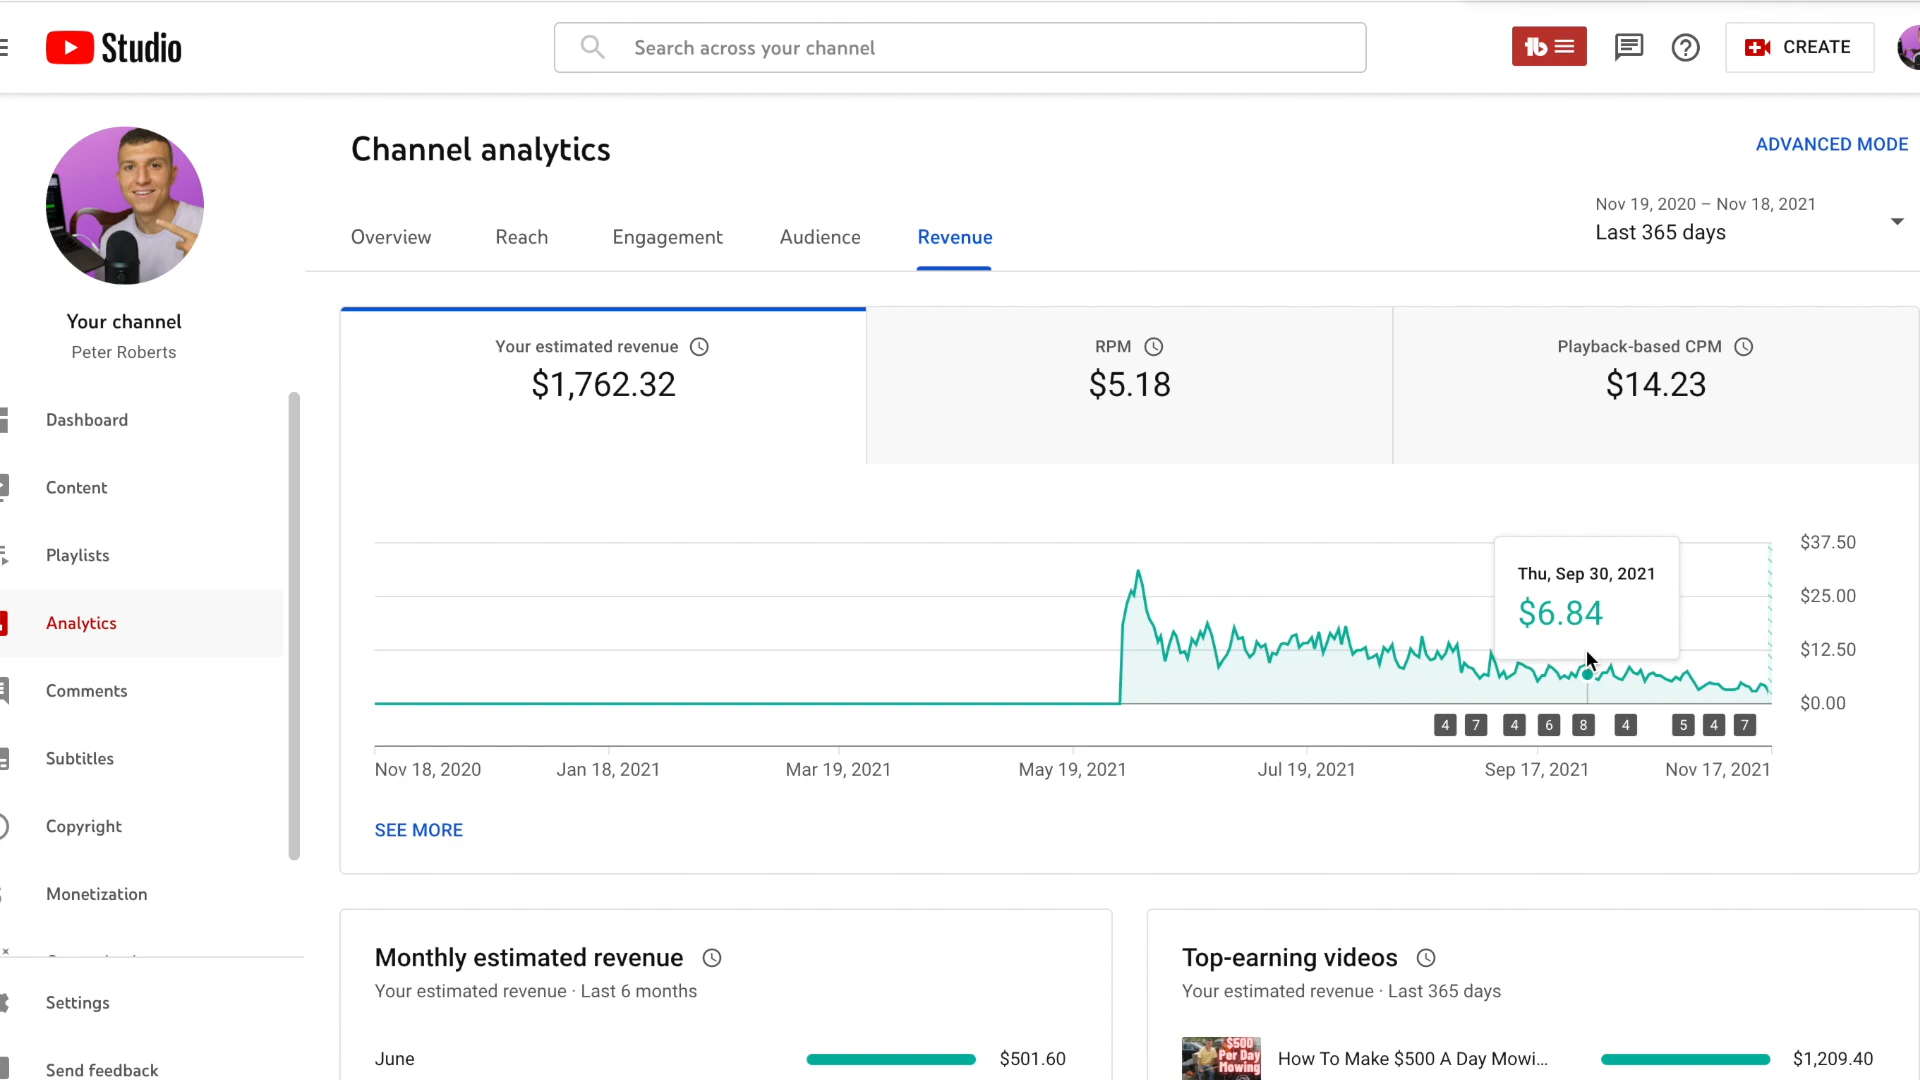 Studio
Search across your channel
CREATE
Channel analytics
ADVANCED MODE
Nov 19, 2020 – Nov 18, 2021
Last 365 days
Overview
Reach
Engagement
Audience
Revenue
Your channel
Peter Roberts
Dashboard
Content
Playlists
Analytics
Comments
Subtitles
Copyright
Monetization
Settings
Send feedback
Your estimated revenue
$1,762.32
RPM
$5.18
Playback-based CPM
$14.23
Thu, Sep 30, 2021
$6.84
$37.50
$25.00
$12.50
$0.00
4 7 4 6 8 4 5 4 7
Nov 18, 2020
Jan 18, 2021
Mar 19, 2021
May 19, 2021
Jul 19, 2021
Sep 17, 2021
Nov 17, 2021
SEE MORE
Monthly estimated revenue
Your estimated revenue · Last 6 months
June
$501.60
Top-earning videos
Your estimated revenue · Last 365 days
$500
Per Day
Mowing
How To Make $500 A Day Mowi...
$1,209.40